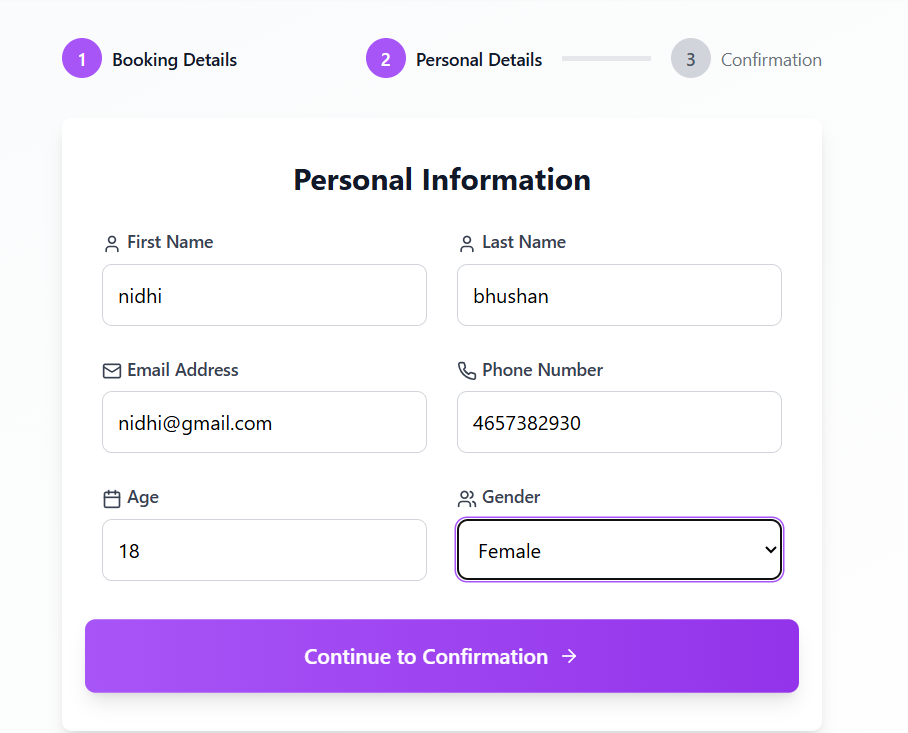 1 Booking Details 2 Personal Details 3 Confirmation
Personal Information
First Name Last Name
nidhi bhushan
Email Address Phone Number
nidhi@gmail.com 4657382930
Age Gender
18 Female
Continue to Confirmation →